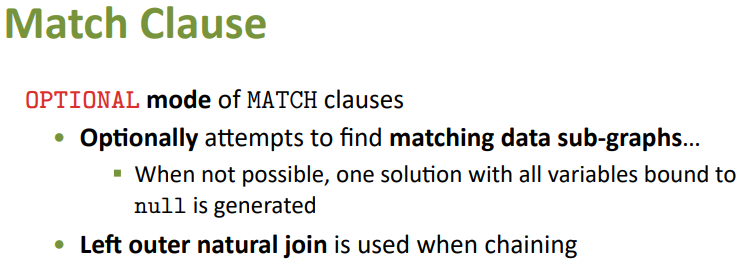 Match Clause
OPTIONAL mode of MATCH clauses
• Optionally attempts to find matching data sub-graphs…
▪ When not possible, one solution with all variables bound to
null is generated
• Left outer natural join is used when chaining